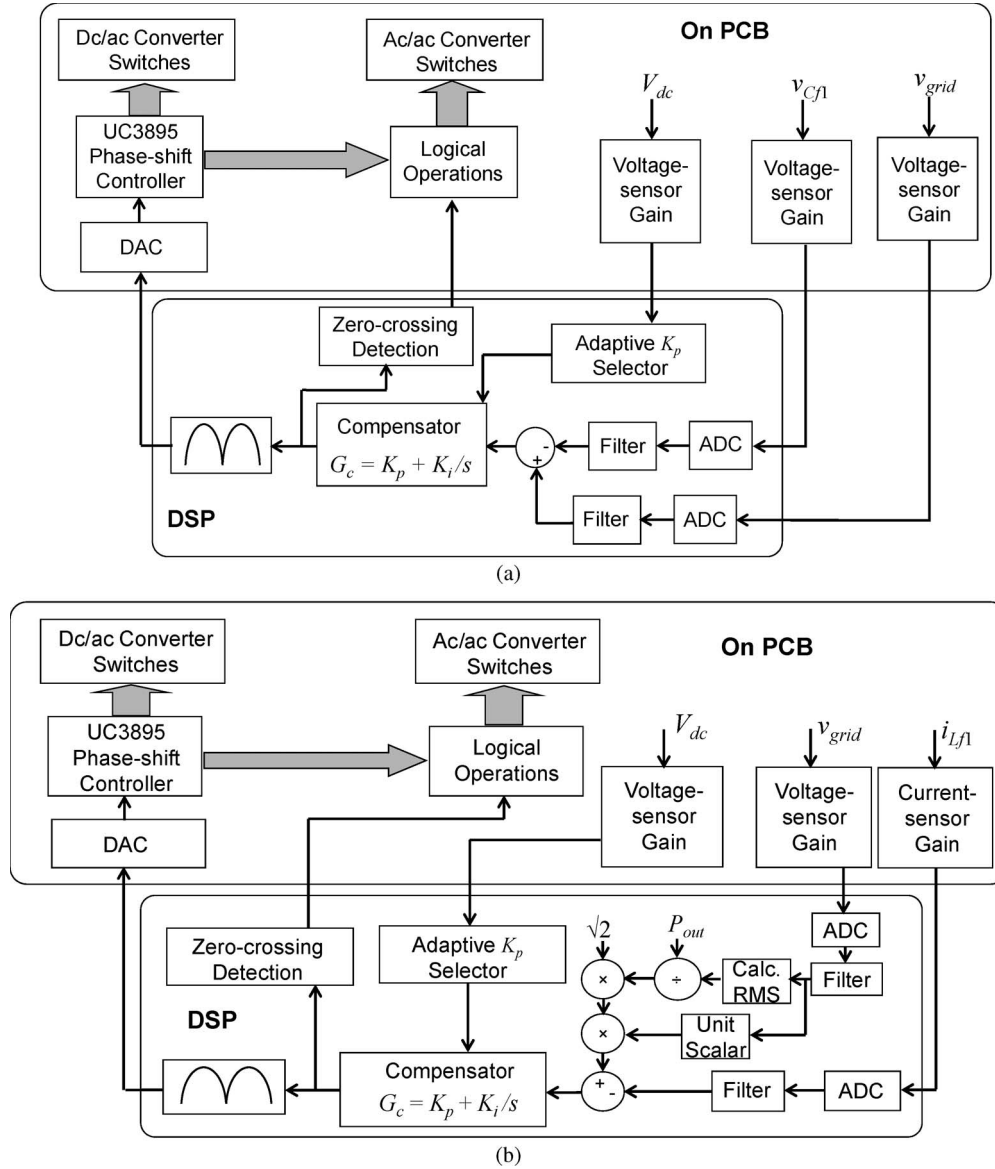 Dc/ac Converter
Switches
Ac/ac Converter
Switches
On PCB
V_dc
v_Cf1
v_grid
UC3895
Phase-shift
Controller
Logical
Operations
Voltage-
sensor
Gain
Voltage-
sensor
Gain
Voltage-
sensor
Gain
DAC
Zero-crossing
Detection
Adaptive K_p
Selector
Compensator
G_c = K_p + K_i/s
-
+
Filter
ADC
Filter
ADC
DSP
(a)
Dc/ac Converter
Switches
Ac/ac Converter
Switches
On PCB
V_dc
v_grid
i_Lf1
UC3895
Phase-shift
Controller
Logical
Operations
Voltage-
sensor
Gain
Voltage-
sensor
Gain
Current-
sensor
Gain
DAC
Zero-crossing
Detection
Adaptive K_p
Selector
√2
P_out
ADC
×
÷
Calc.
RMS
Filter
DSP
×
Unit
Scalar
Compensator
G_c = K_p + K_i/s
+
-
Filter
ADC
(b)